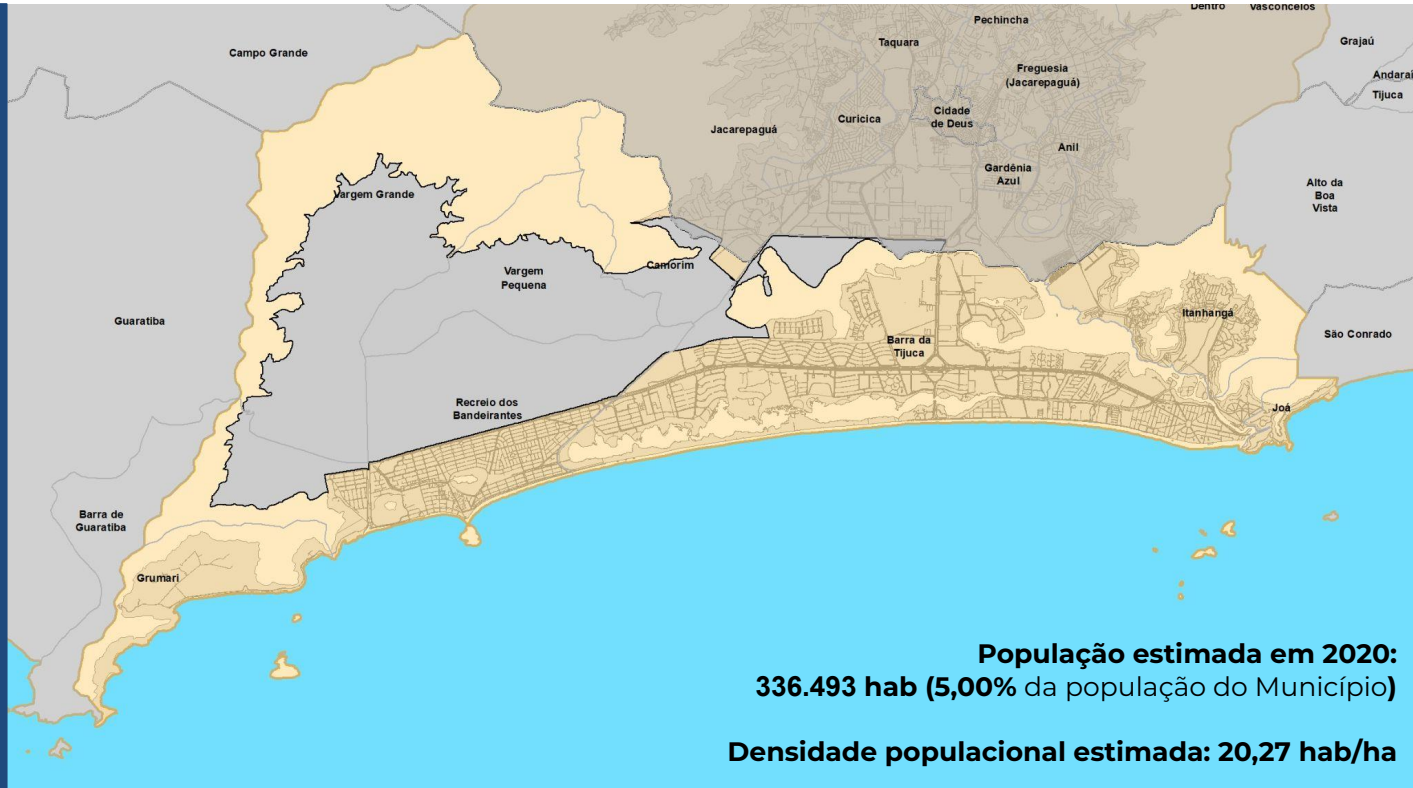 Dentro
Vasconcelos
Pechincha
Campo Grande
Taquara
Grajaú
Freguesia
(Jacarepaguá)
Andaraí
Tijuca
Cidade
de Deus
Curicica
Jacarepaguá
Anil
Gardênia
Azul
Alto da
Boa
Vista
Vargem Grande
Camorim
Vargem
Pequena
Guaratiba
Itanhangá
São Conrado
Barra da
Tijuca
Recreio dos
Bandeirantes
Joá
Barra de
Guaratiba
Grumari
População estimada em 2020:
336.493 hab (5,00% da população do Município)
Densidade populacional estimada: 20,27 hab/ha